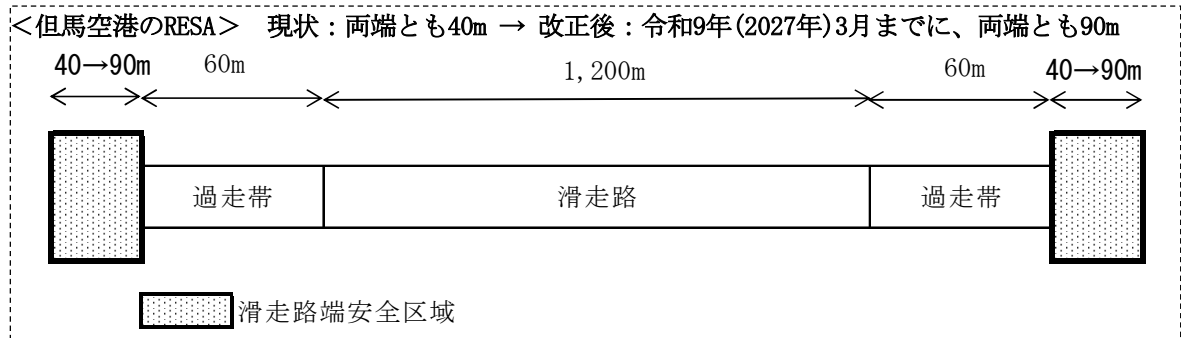 ＜但馬空港のRESA＞　現状：両端とも40m → 改正後：令和9年(2027年)3月までに、両端とも90m
40→90m 60m 1,200m 60m 40→90m
過走帯 滑走路 過走帯
滑走路端安全区域